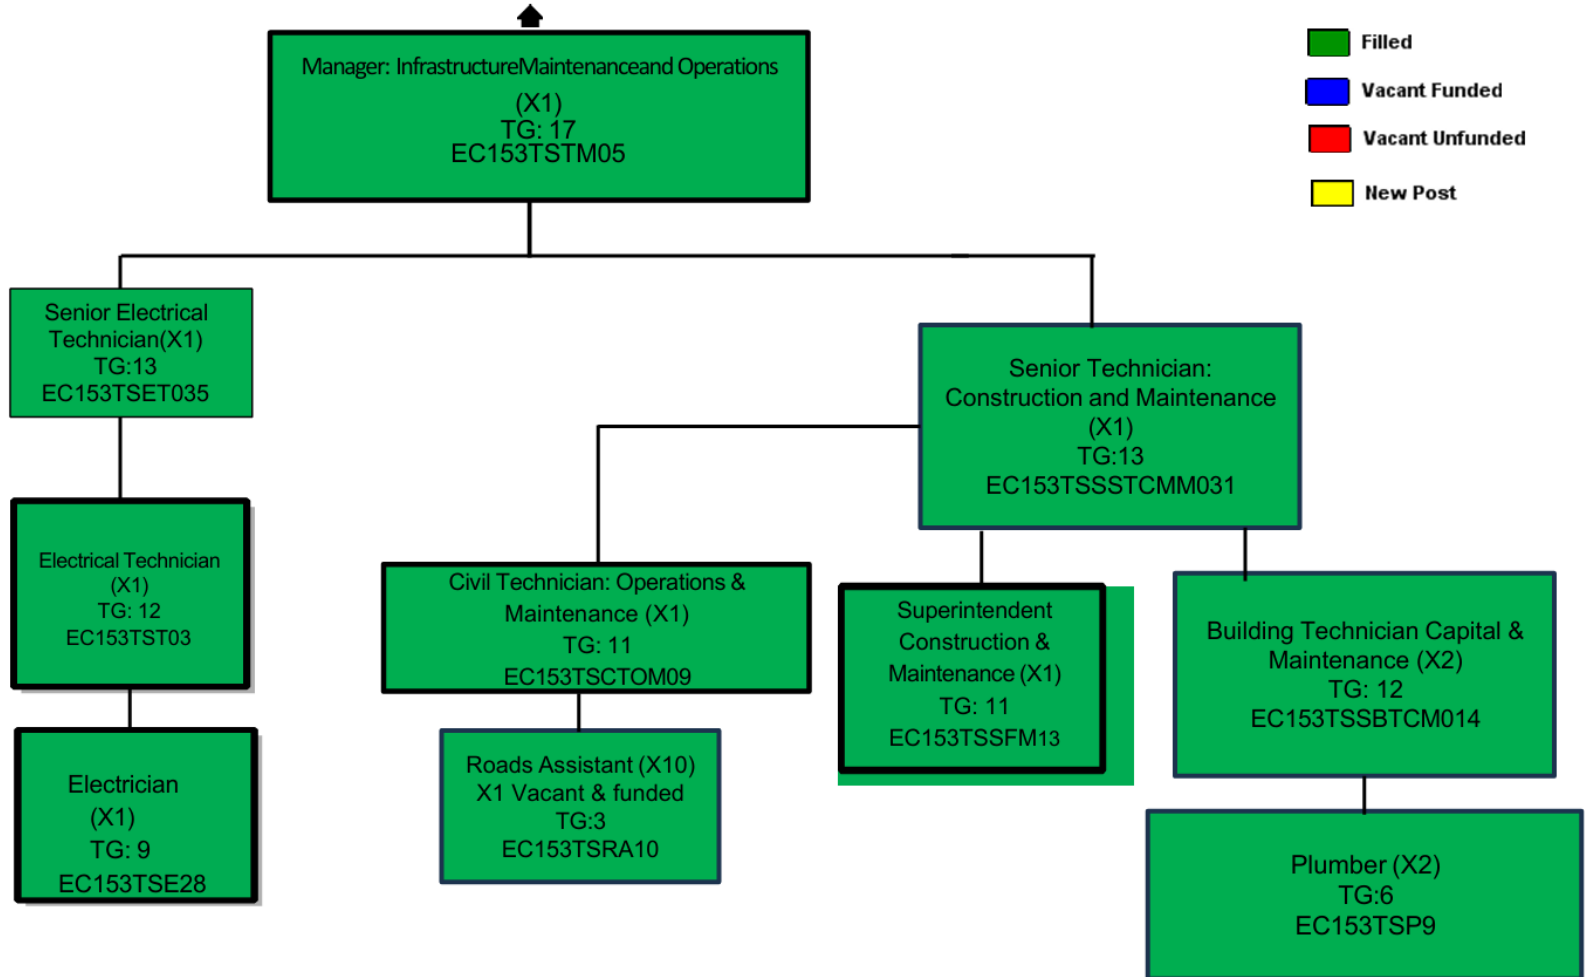 Manager: InfrastructureMaintenanceand Operations
(X1)
TG: 17
EC153TSTM05
Filled
Vacant Funded
Vacant Unfunded
New Post
Senior Electrical
Technician(X1)
TG:13
EC153TSET035
Senior Technician:
Construction and Maintenance
(X1)
TG:13
EC153TSSSTCMM031
Electrical Technician
(X1)
TG: 12
EC153TST03
Civil Technician: Operations &
Maintenance (X1)
TG: 11
EC153TSCTOM09
Superintendent
Construction &
Maintenance (X1)
TG: 11
EC153TSSFM13
Building Technician Capital &
Maintenance (X2)
TG: 12
EC153TSSBTCM014
Electrician
(X1)
TG: 9
EC153TSE28
Roads Assistant (X10)
X1 Vacant & funded
TG:3
EC153TSRA10
Plumber (X2)
TG:6
EC153TSP9